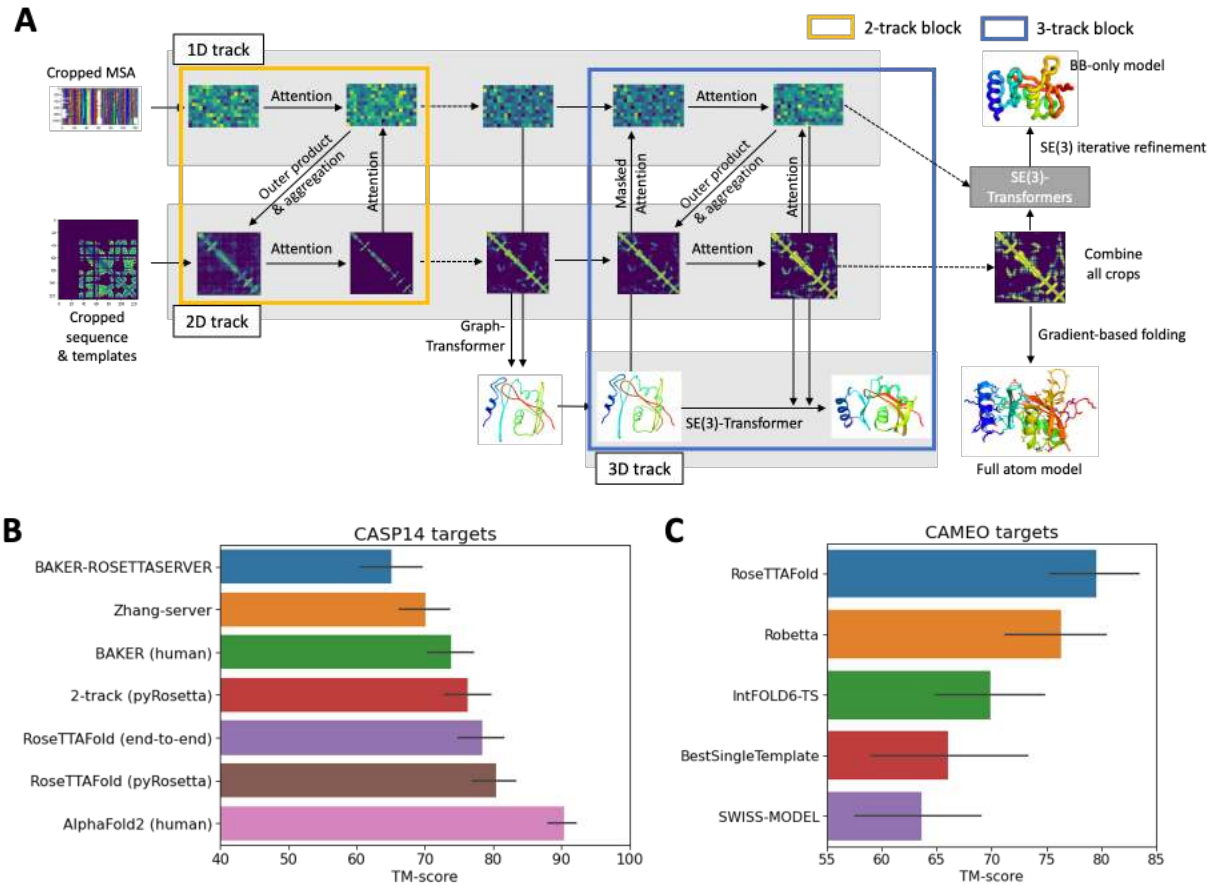 A
2-track block
3-track block
1D track
Cropped MSA
Attention
Attention
BB-only model
SE(3) iterative refinement
Outer product
& aggregation
Attention
Masked
Attention
Outer product
& aggregation
Attention
SE(3)-
Transformers
Attention
Attention
Combine
all crops
2D track
Cropped
sequence
& templates
Graph-
Transformer
Gradient-based folding
SE(3)-Transformer
3D track
Full atom model
B
CASP14 targets
BAKER-ROSETTASERVER
Zhang-server
BAKER (human)
2-track (pyRosetta)
RoseTTAFold (end-to-end)
RoseTTAFold (pyRosetta)
AlphaFold2 (human)
40 50 60 70 80 90 100
TM-score
C
CAMEO targets
RoseTTAFold
Robetta
IntFOLD6-TS
BestSingleTemplate
SWISS-MODEL
55 60 65 70 75 80 85
TM-score